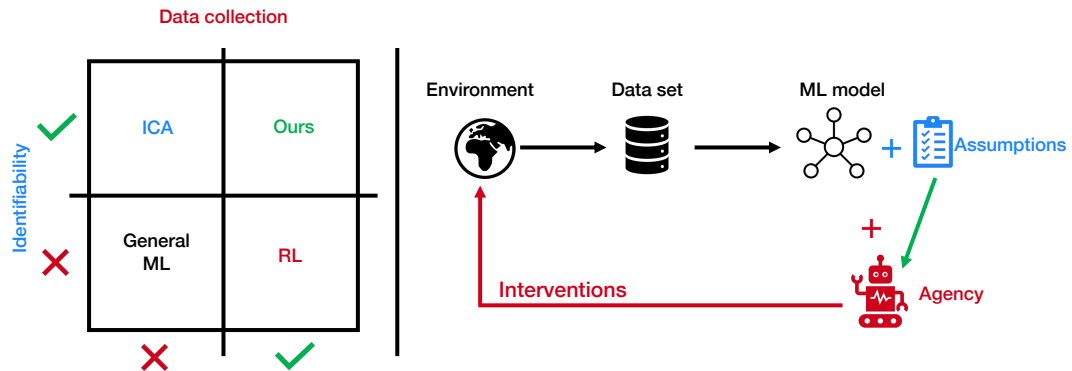 Data collection
Identifiability
ICA
Ours
General
ML
RL
Environment
Data set
ML model
+
Assumptions
+
Agency
Interventions